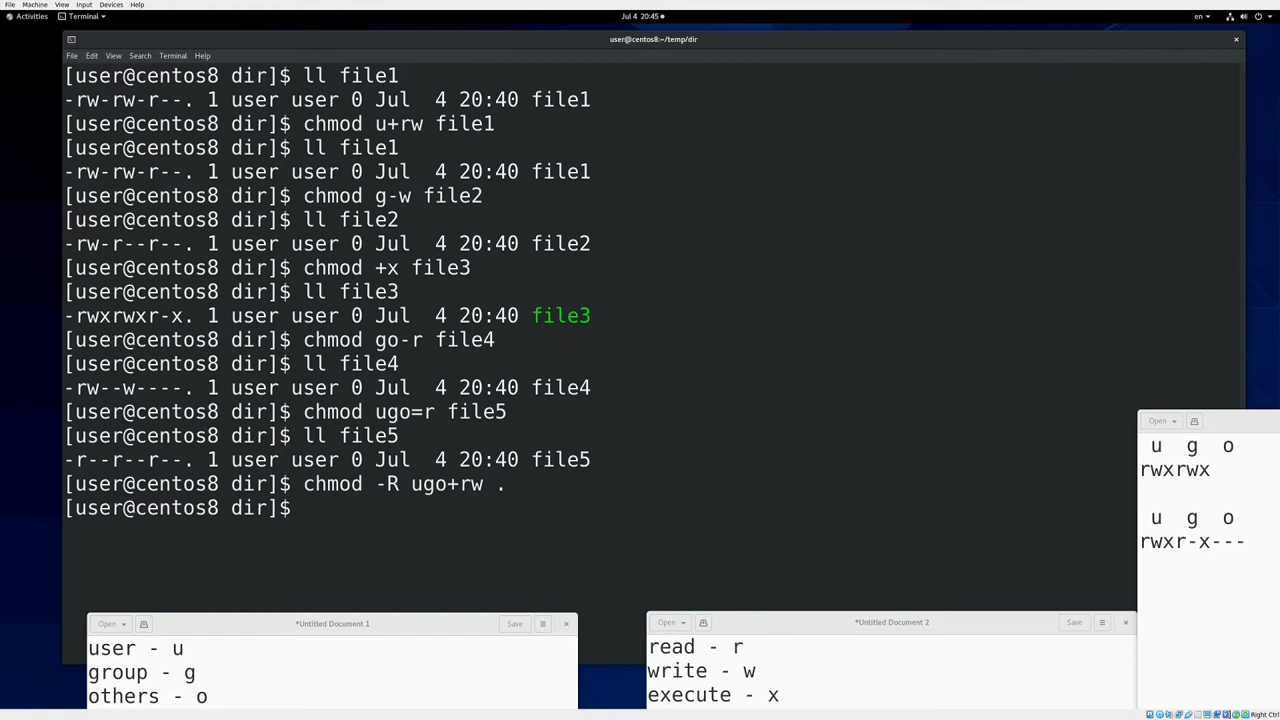 File Machine View Input Devices Help
Activities Terminal Jul 4 20:45 en
user@centos8:~/temp/dir
File Edit View Search Terminal Help
[user@centos8 dir]$ ll file1
-rw-rw-r--. 1 user user 0 Jul  4 20:40 file1
[user@centos8 dir]$ chmod u+rw file1
[user@centos8 dir]$ ll file1
-rw-rw-r--. 1 user user 0 Jul  4 20:40 file1
[user@centos8 dir]$ chmod g-w file2
[user@centos8 dir]$ ll file2
-rw-r--r--. 1 user user 0 Jul  4 20:40 file2
[user@centos8 dir]$ chmod +x file3
[user@centos8 dir]$ ll file3
-rwxrwxr-x. 1 user user 0 Jul  4 20:40 file3
[user@centos8 dir]$ chmod go-r file4
[user@centos8 dir]$ ll file4
-rw--w----. 1 user user 0 Jul  4 20:40 file4
[user@centos8 dir]$ chmod ugo=r file5
[user@centos8 dir]$ ll file5
-r--r--r--. 1 user user 0 Jul  4 20:40 file5
[user@centos8 dir]$ chmod -R ugo+rw .
[user@centos8 dir]$
Open
u g o
rwxrwx
u g o
rwxr-x---
Open *Untitled Document 1 Save
user - u
group - g
others - o
Open *Untitled Document 2 Save
read - r
write - w
execute - x
Right Ctrl